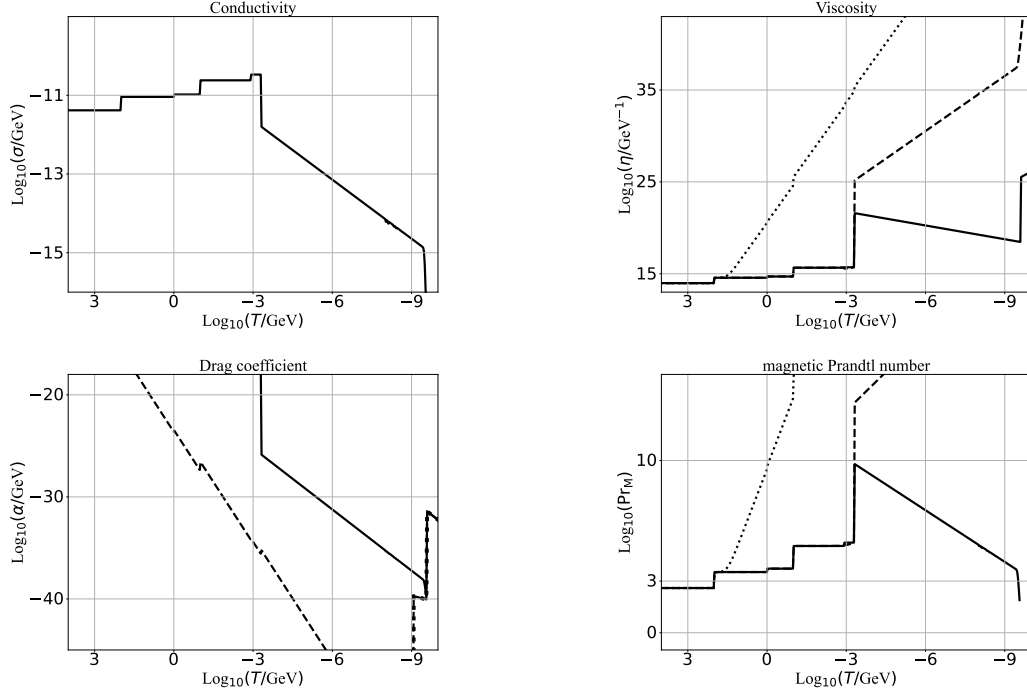 Conductivity
Log₁₀(σ/GeV)
−11
−13
−15
3 0 −3 −6 −9
Log₁₀(T/GeV)
Viscosity
Log₁₀(η/GeV⁻¹)
35
25
15
3 0 −3 −6 −9
Log₁₀(T/GeV)
Drag coefficient
Log₁₀(α/GeV)
−20
−30
−40
3 0 −3 −6 −9
Log₁₀(T/GeV)
magnetic Prandtl number
Log₁₀(Pr_M)
10
3
0
3 0 −3 −6 −9
Log₁₀(T/GeV)